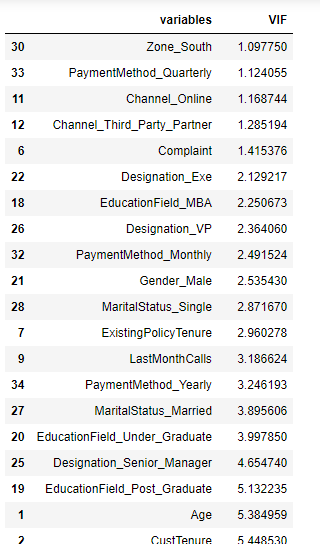 variables VIF
30 Zone_South 1.097750
33 PaymentMethod_Quarterly 1.124055
11 Channel_Online 1.168744
12 Channel_Third_Party_Partner 1.285194
6 Complaint 1.415376
22 Designation_Exe 2.129217
18 EducationField_MBA 2.250673
26 Designation_VP 2.364060
32 PaymentMethod_Monthly 2.491524
21 Gender_Male 2.535430
28 MaritalStatus_Single 2.871670
7 ExistingPolicyTenure 2.960278
9 LastMonthCalls 3.186624
34 PaymentMethod_Yearly 3.246193
27 MaritalStatus_Married 3.895606
20 EducationField_Under_Graduate 3.997850
25 Designation_Senior_Manager 4.654740
19 EducationField_Post_Graduate 5.132235
1 Age 5.384959
2 CustTenure 5.448530